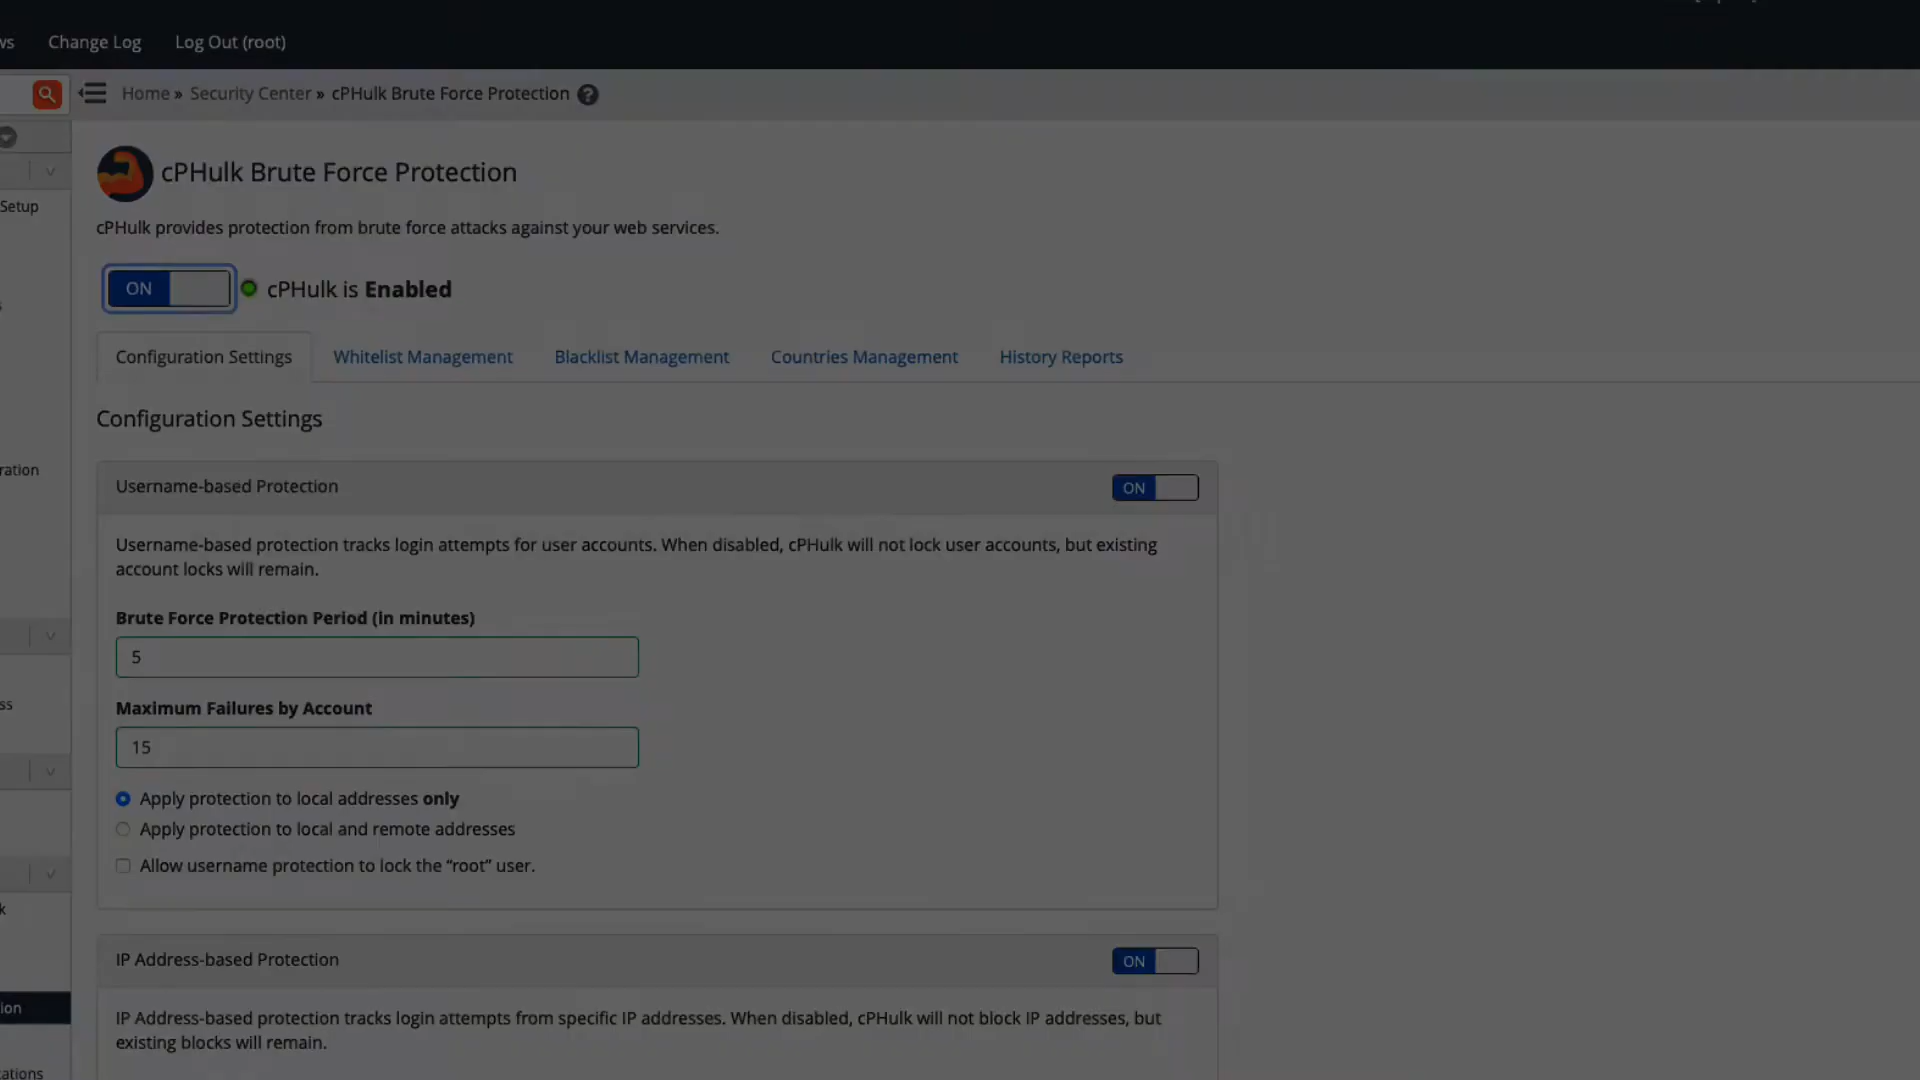 Change Log
Log Out (root)
Home » Security Center » cPHulk Brute Force Protection ?
Setup
cPHulk Brute Force Protection
cPHulk provides protection from brute force attacks against your web services.
ON
cPHulk is Enabled
Configuration Settings
Whitelist Management
Blacklist Management
Countries Management
History Reports
Configuration Settings
ration
Username-based Protection
ON
Username-based protection tracks login attempts for user accounts. When disabled, cPHulk will not lock user accounts, but existing
account locks will remain.
Brute Force Protection Period (in minutes)
5
Maximum Failures by Account
15
Apply protection to local addresses only
Apply protection to local and remote addresses
Allow username protection to lock the “root” user.
IP Address-based Protection
ON
ion
IP Address-based protection tracks login attempts from specific IP addresses. When disabled, cPHulk will not block IP addresses, but
existing blocks will remain.
cations